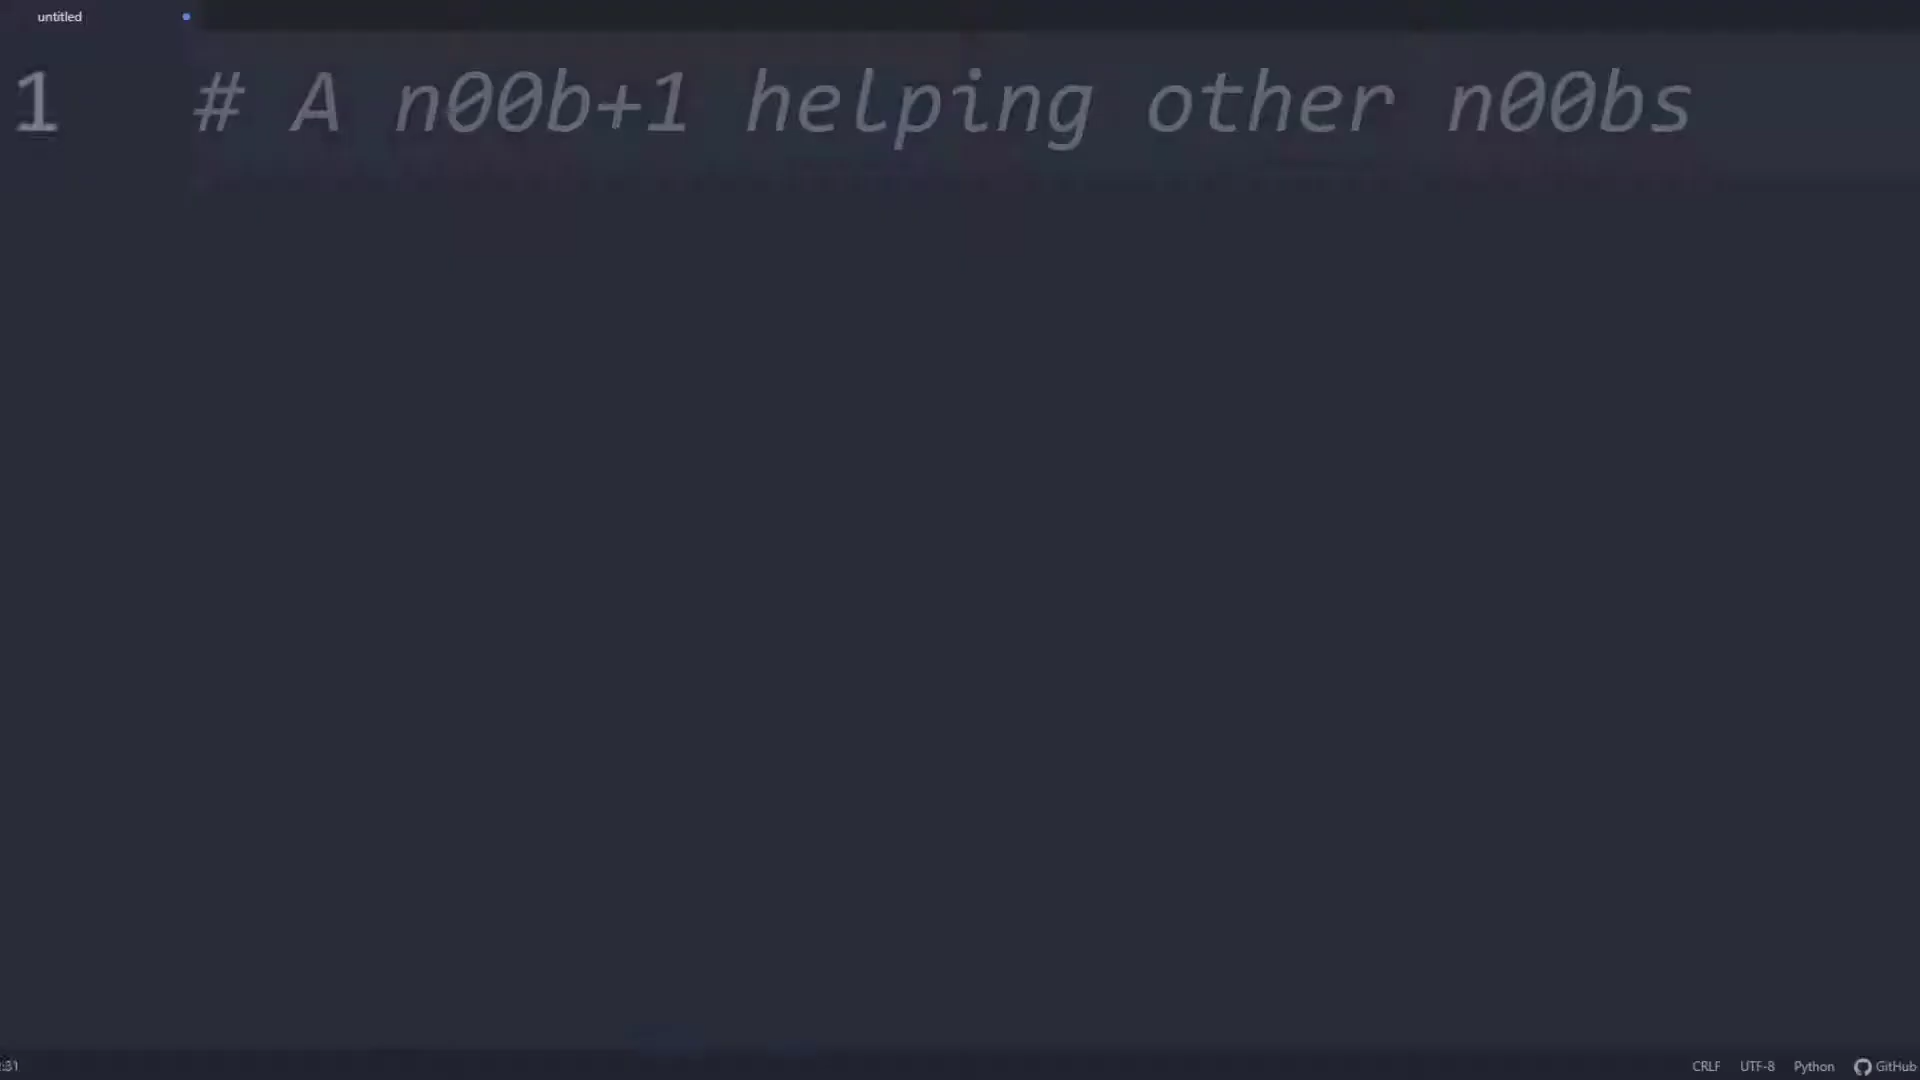 untitled
1 # A n00b+1 helping other n00bs
:31 CRLF UTF-8 Python GitHub